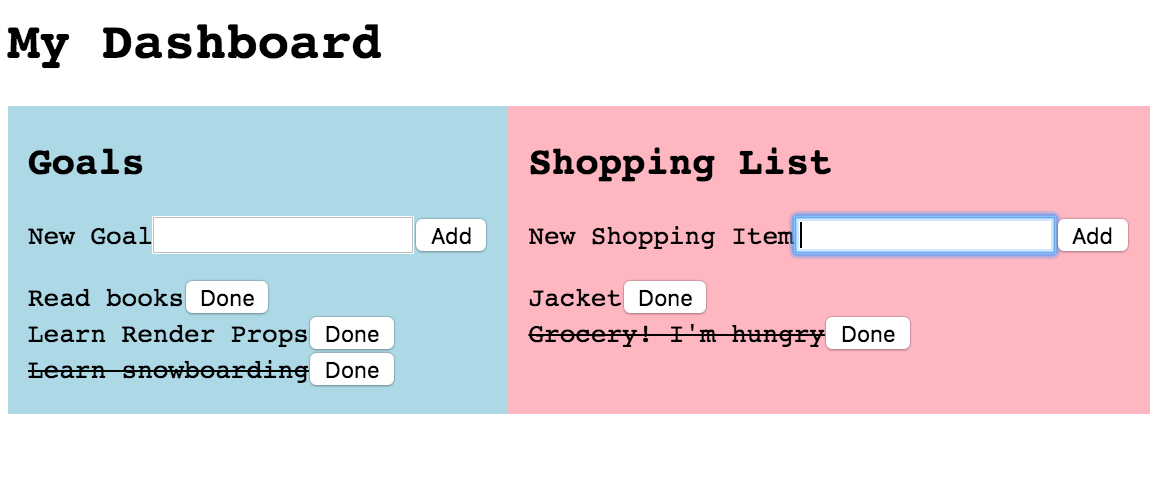 My Dashboard
Goals
New Goal Add
Read books Done
Learn Render Props Done
Learn snowboarding Done
Shopping List
New Shopping Item Add
Jacket Done
Grocery! I'm hungry Done